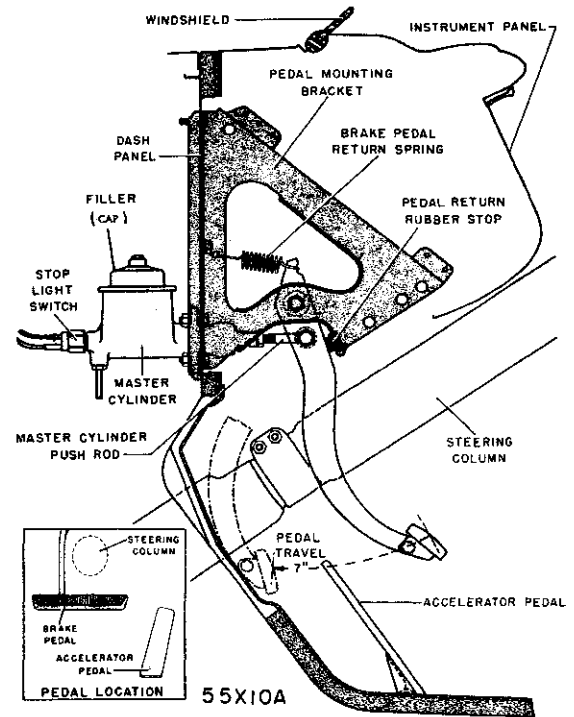 WINDSHIELD
INSTRUMENT PANEL
PEDAL MOUNTING
BRACKET
DASH
PANEL
BRAKE PEDAL
RETURN SPRING
FILLER
(CAP)
PEDAL RETURN
RUBBER STOP
STOP
LIGHT
SWITCH
MASTER
CYLINDER
MASTER CYLINDER
PUSH ROD
STEERING
COLUMN
PEDAL
TRAVEL
7"
ACCELERATOR PEDAL
STEERING
COLUMN
BRAKE
PEDAL
ACCELERATOR
PEDAL
PEDAL LOCATION
55X10A